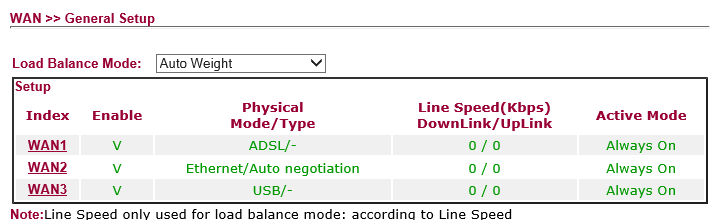 WAN >> General Setup
Load Balance Mode: Auto Weight
Setup
Index Enable Physical Mode/Type Line Speed(Kbps) DownLink/UpLink Active Mode
WAN1 V ADSL/- 0 / 0 Always On
WAN2 V Ethernet/Auto negotiation 0 / 0 Always On
WAN3 V USB/- 0 / 0 Always On
Note:Line Speed only used for load balance mode: according to Line Speed